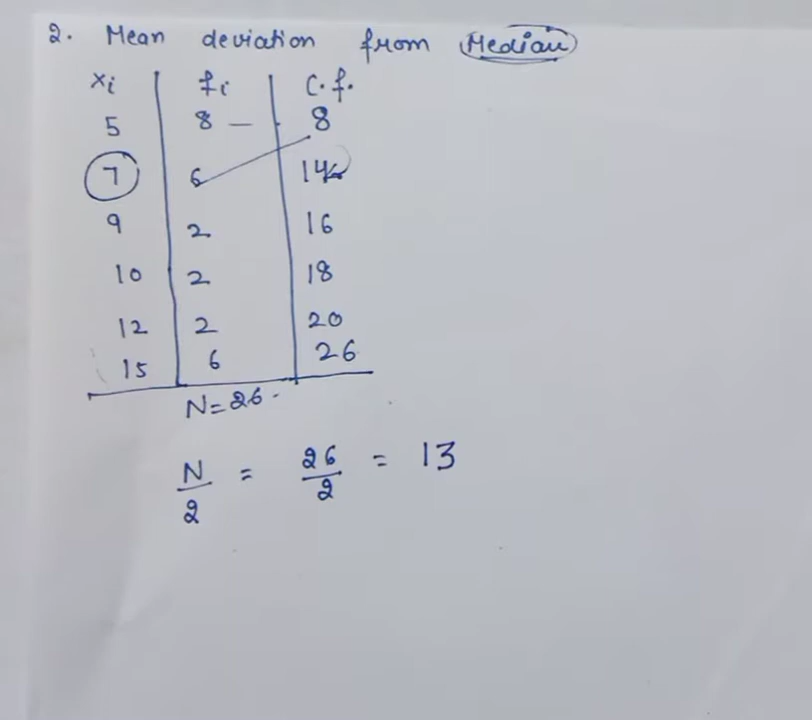 2. Mean deviation from Median
xi fi c.f.
5 8 — 8
7 6 14
9 2 16
10 2 18
12 2 20
15 6 26
N=26.
N/2 = 26/2 = 13